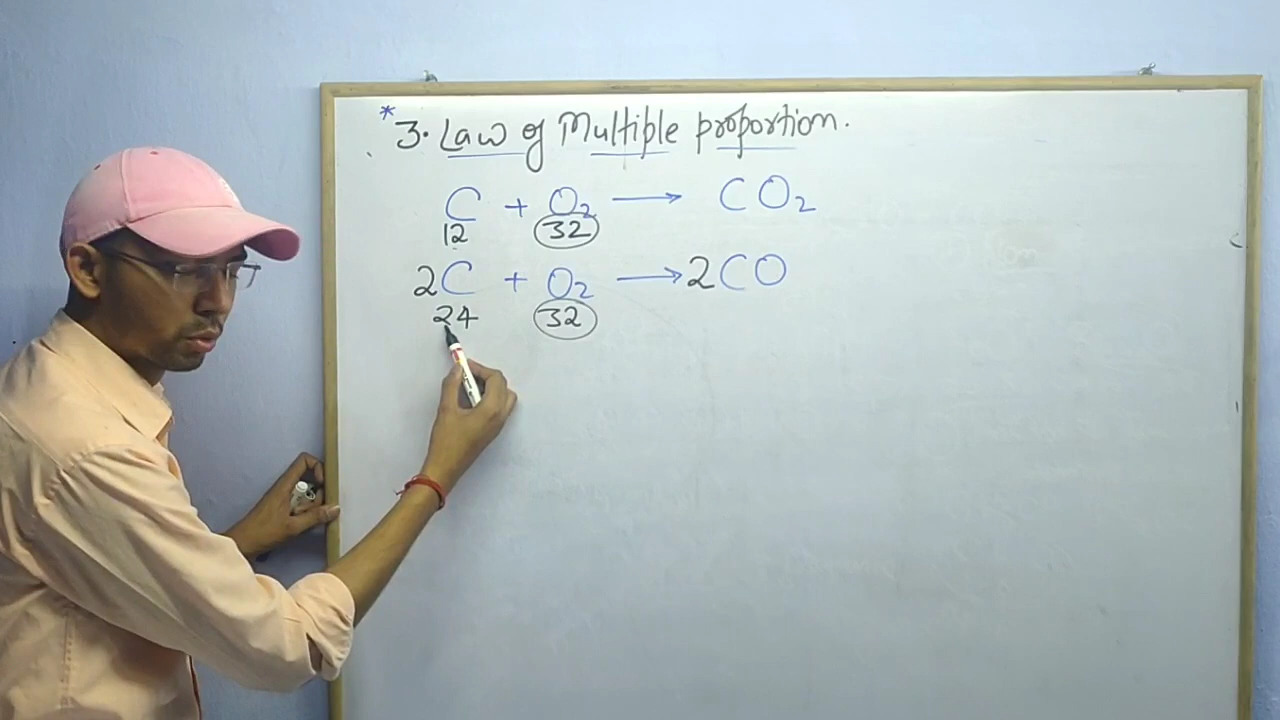 * 3. Law of Multiple proportion.
C + O₂ ⟶ CO₂
12 32
2C + O₂ ⟶ 2CO
24 32